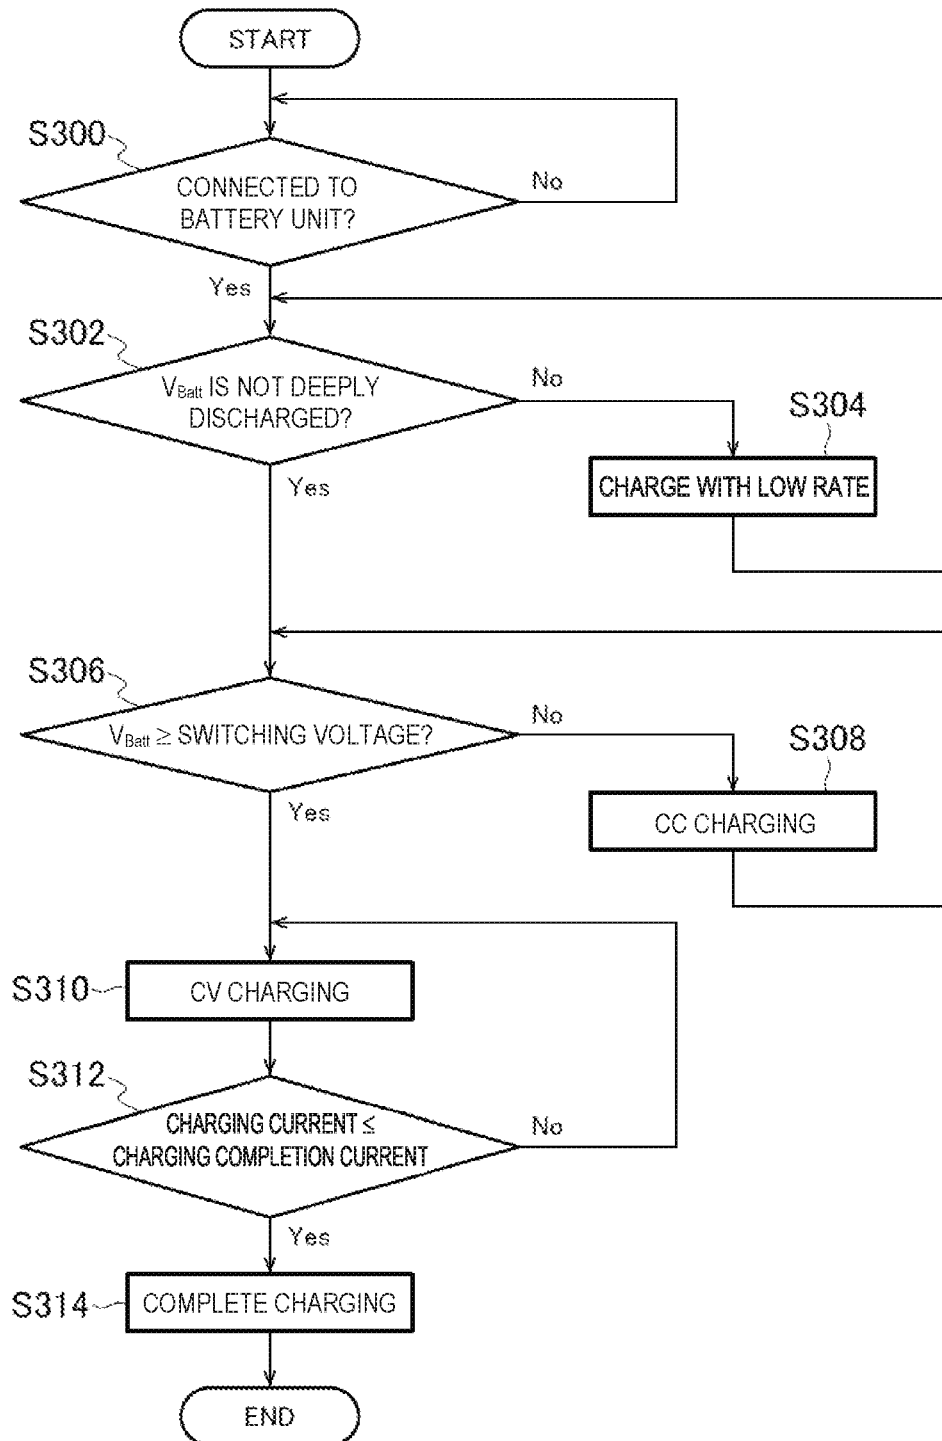 START
S300
CONNECTED TO
BATTERY UNIT?
No
Yes
S302
VBatt IS NOT DEEPLY
DISCHARGED?
No
S304
CHARGE WITH LOW RATE
Yes
S306
VBatt ≥ SWITCHING VOLTAGE?
No
S308
CC CHARGING
Yes
S310
CV CHARGING
S312
CHARGING CURRENT ≤
CHARGING COMPLETION CURRENT
No
Yes
S314
COMPLETE CHARGING
END